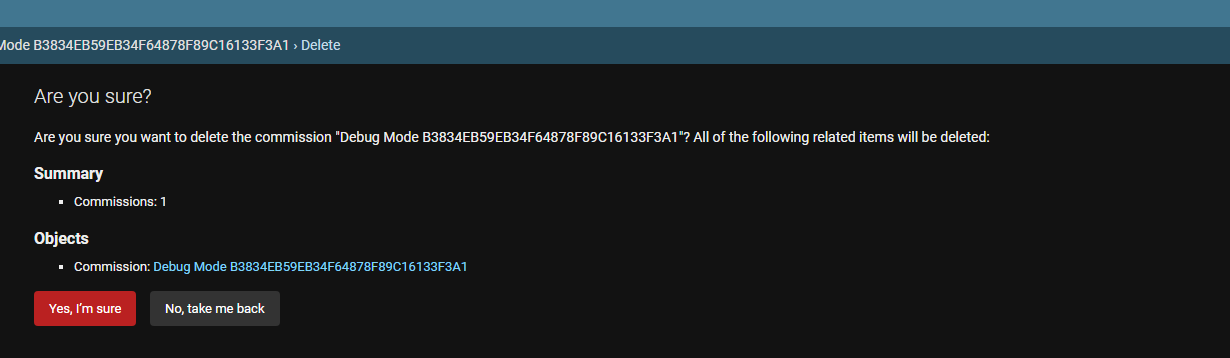 Mode B3834EB59EB34F64878F89C16133F3A1 › Delete
Are you sure?
Are you sure you want to delete the commission "Debug Mode B3834EB59EB34F64878F89C16133F3A1"? All of the following related items will be deleted:
Summary
Commissions: 1
Objects
Commission: Debug Mode B3834EB59EB34F64878F89C16133F3A1
Yes, I’m sure
No, take me back